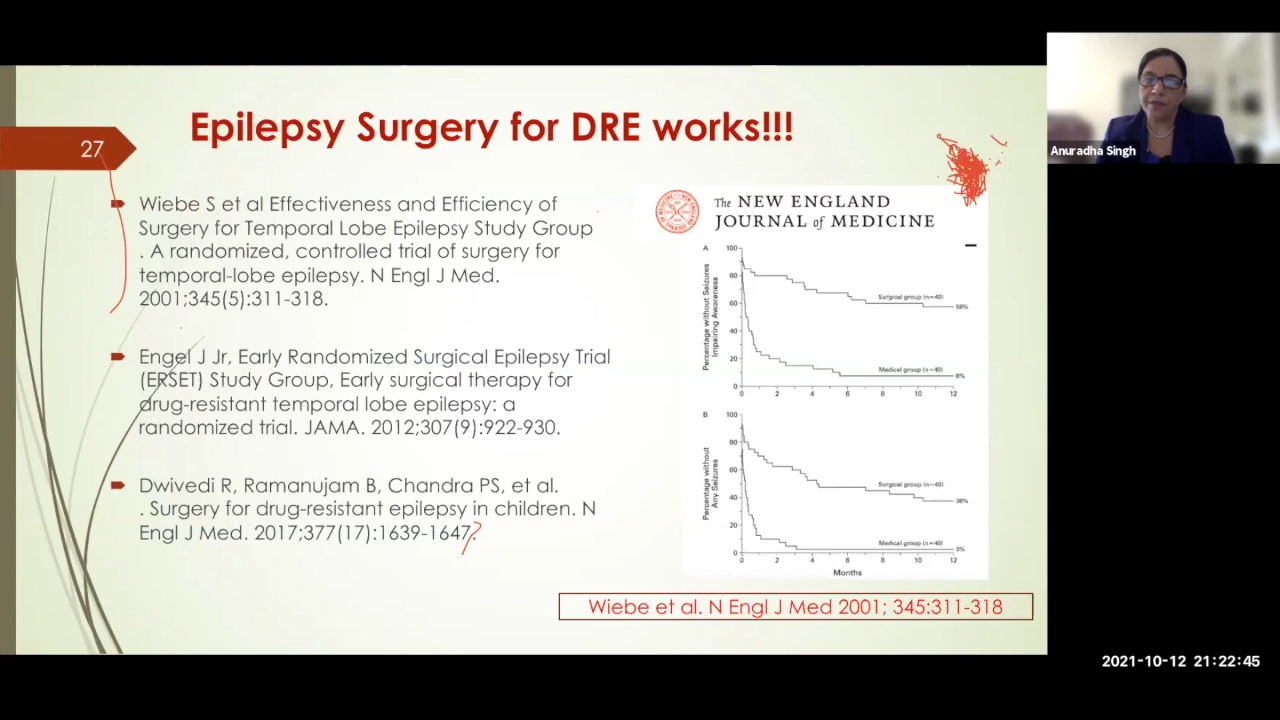 Epilepsy Surgery for DRE works!!!
27
Wiebe S et al Effectiveness and Efficiency of
Surgery for Temporal Lobe Epilepsy Study Group
. A randomized, controlled trial of surgery for
temporal-lobe epilepsy. N Engl J Med.
2001;345(5):311-318.
Engel J Jr, Early Randomized Surgical Epilepsy Trial
(ERSET) Study Group, Early surgical therapy for
drug-resistant temporal lobe epilepsy: a
randomized trial. JAMA. 2012;307(9):922-930.
Dwivedi R, Ramanujam B, Chandra PS, et al.
. Surgery for drug-resistant epilepsy in children. N
Engl J Med. 2017;377(17):1639-1647.
The NEW ENGLAND
JOURNAL of MEDICINE
A
Percentage without Seizures
Impairing Awareness
100
80
60
40
20
0
Surgical group (n=40)
58%
Medical group (n=40)
8%
0 2 4 6 8 10 12
B
Percentage without
Any Seizures
100
80
60
40
20
0
Surgical group (n=40)
38%
Medical group (n=40)
3%
0 2 4 6 8 10 12
Months
Wiebe et al. N Engl J Med 2001; 345:311-318
Anuradha Singh
2021-10-12 21:22:45